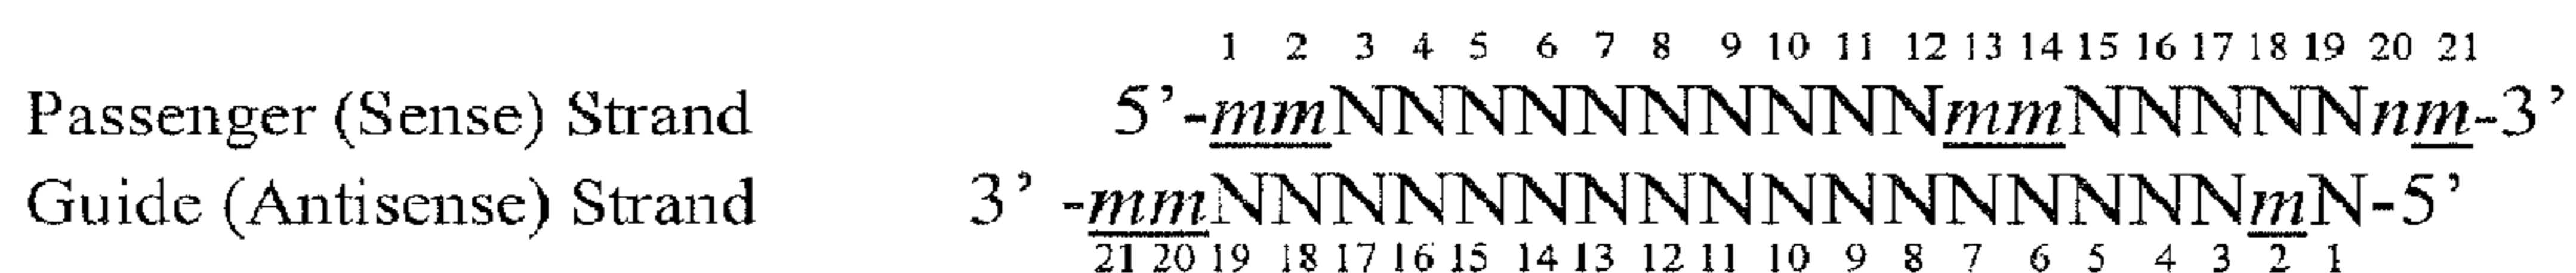 1 2 3 4 5 6 7 8 9 10 11 12 13 14 15 16 17 18 19 20 21
Passenger (Sense) Strand 5’-mmNNNNNNNNNNmmNNNNNnm-3’
Guide (Antisense) Strand 3’ -mmNNNNNNNNNNNNNNNNNmN-5’
21 20 19 18 17 16 15 14 13 12 11 10 9 8 7 6 5 4 3 2 1